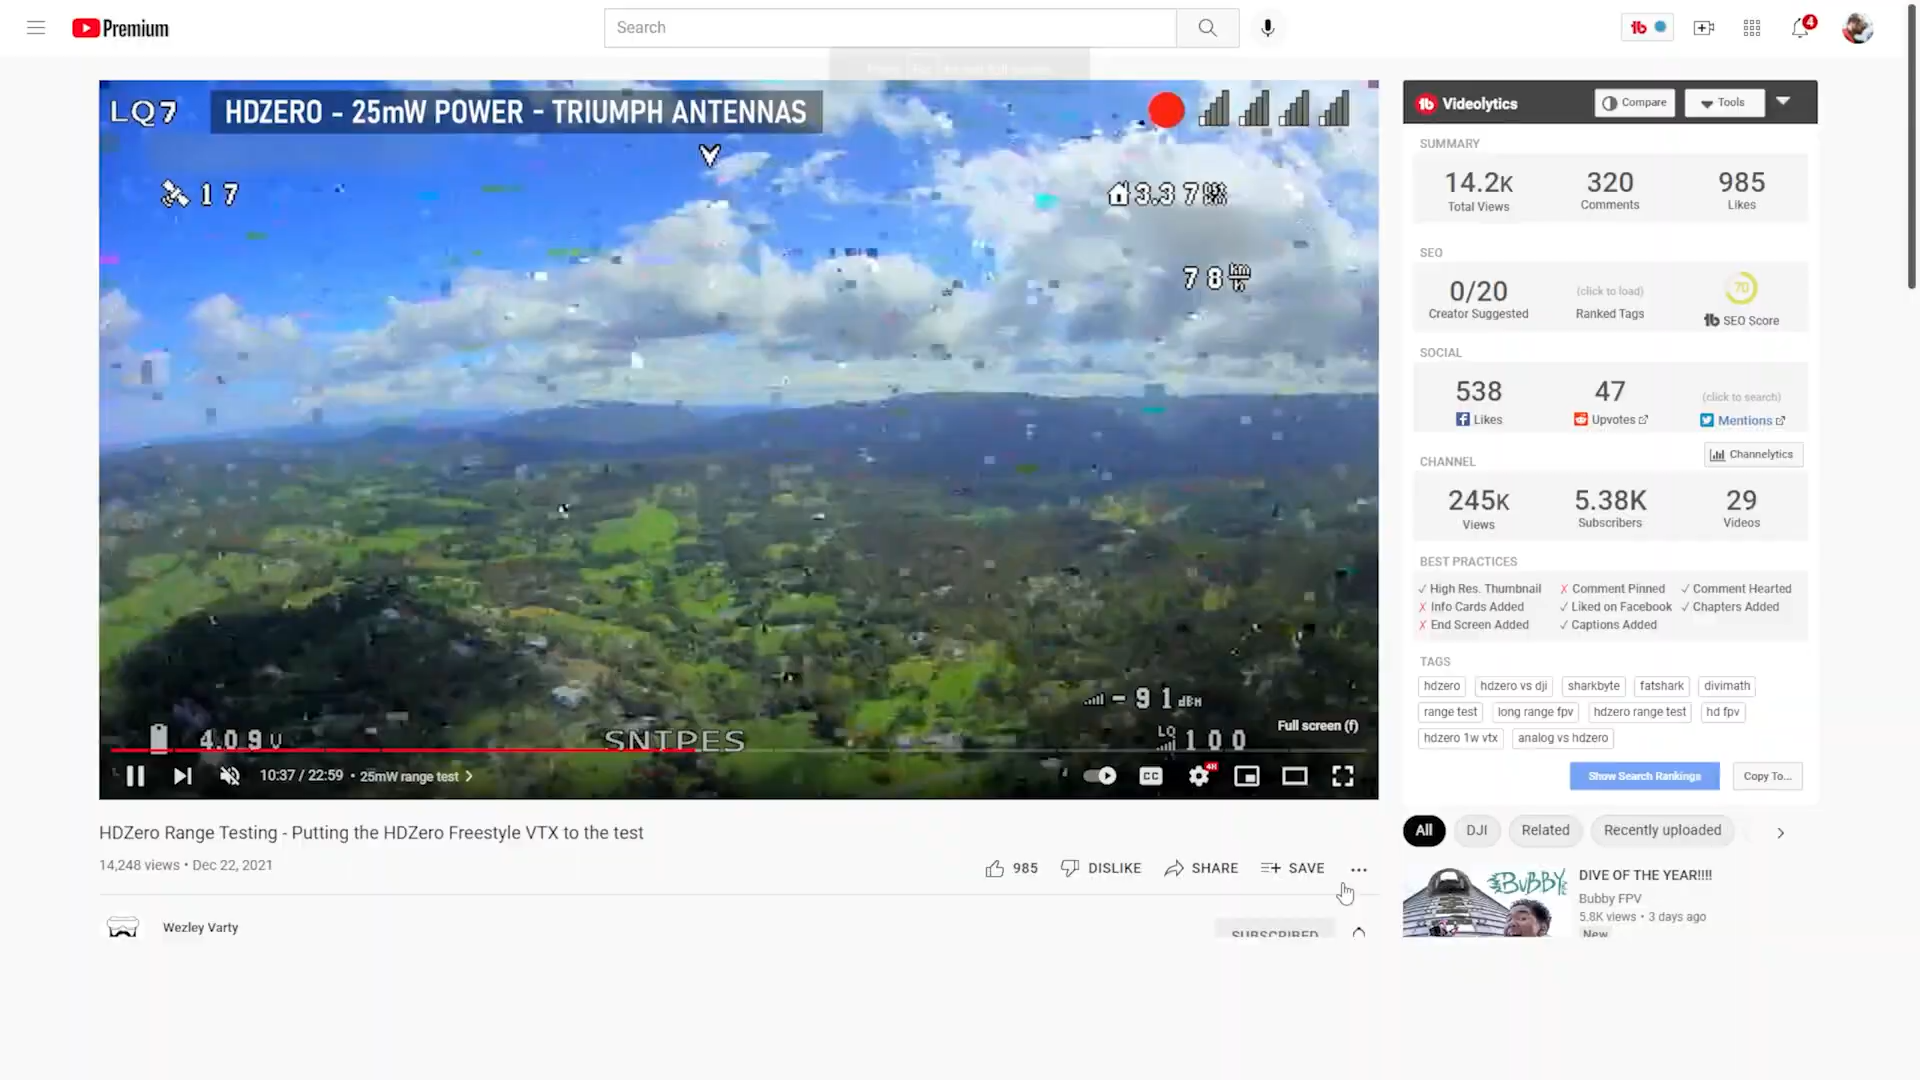 Premium
Search
4
LQ7
HDZERO - 25mW POWER - TRIUMPH ANTENNAS
17
3.37
78
-91 dBm
LQ
100
4.09V
Full screen (f)
10:37 / 22:59 • 25mW range test
CC
4K
HDZero Range Testing - Putting the HDZero Freestyle VTX to the test
14,248 views • Dec 22, 2021
985
DISLIKE
SHARE
SAVE
Wezley Varty
SUBSCRIBED
Videolytics
Compare
Tools
SUMMARY
14.2K 320 985
Total Views Comments Likes
SEO
0/20 (click to load) 70
Creator Suggested Ranked Tags SEO Score
SOCIAL
538 47 (click to search)
Likes Upvotes Mentions
CHANNEL
Channelytics
245K 5.38K 29
Views Subscribers Videos
BEST PRACTICES
✓ High Res. Thumbnail ✗ Comment Pinned ✓ Comment Hearted
✗ Info Cards Added ✓ Liked on Facebook ✓ Chapters Added
✗ End Screen Added ✓ Captions Added
TAGS
hdzero hdzero vs dji sharkbyte fatshark divimath
range test long range fpv hdzero range test hd fpv
hdzero 1w vtx analog vs hdzero
Show Search Rankings Copy To...
All DJI Related Recently uploaded
BUBBY
DIVE OF THE YEAR!!!!
Bubby FPV
5.8K views • 3 days ago
New